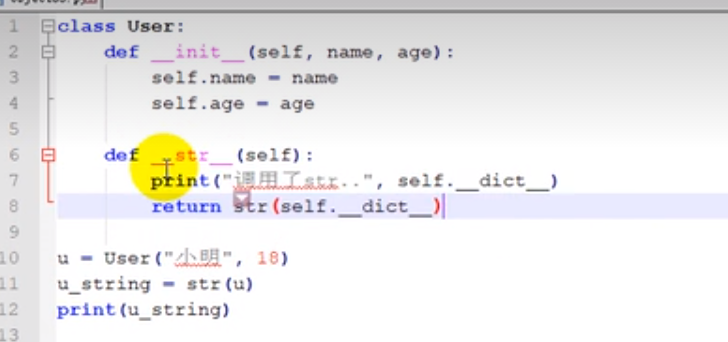 1 class User:
2 def __init__(self, name, age):
3 self.name = name
4 self.age = age
5
6 def __str__(self):
7 print("调用了str..", self.__dict__)
8 return str(self.__dict__)
9
10 u = User("小明", 18)
11 u_string = str(u)
12 print(u_string)
13